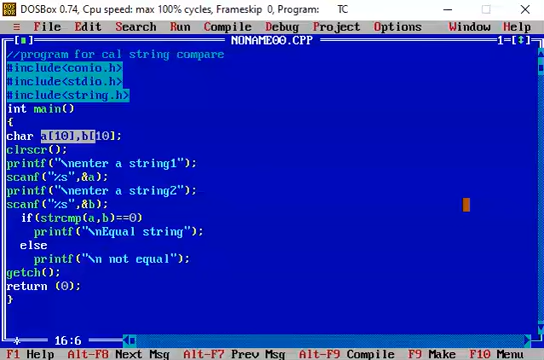 DOSBox 0.74, Cpu speed: max 100% cycles, Frameskip 0, Program: TC
≡ File Edit Search Run Compile Debug Project Options Window Help
[■] NONAME00.CPP 1=[↕]
//program for cal string compare
#include<conio.h>
#include<stdio.h>
#include<string.h>
int main()
{
char a[10],b[10];
clrscr();
printf("\nenter a string1");
scanf("%s",&a);
printf("\nenter a string2");
scanf("%s",&b);
if(strcmp(a,b)==0)
printf("\nEqual string");
else
printf("\n not equal");
getch();
return (0);
}
* 16:6
F1 Help Alt-F8 Next Msg Alt-F7 Prev Msg Alt-F9 Compile F9 Make F10 Menu